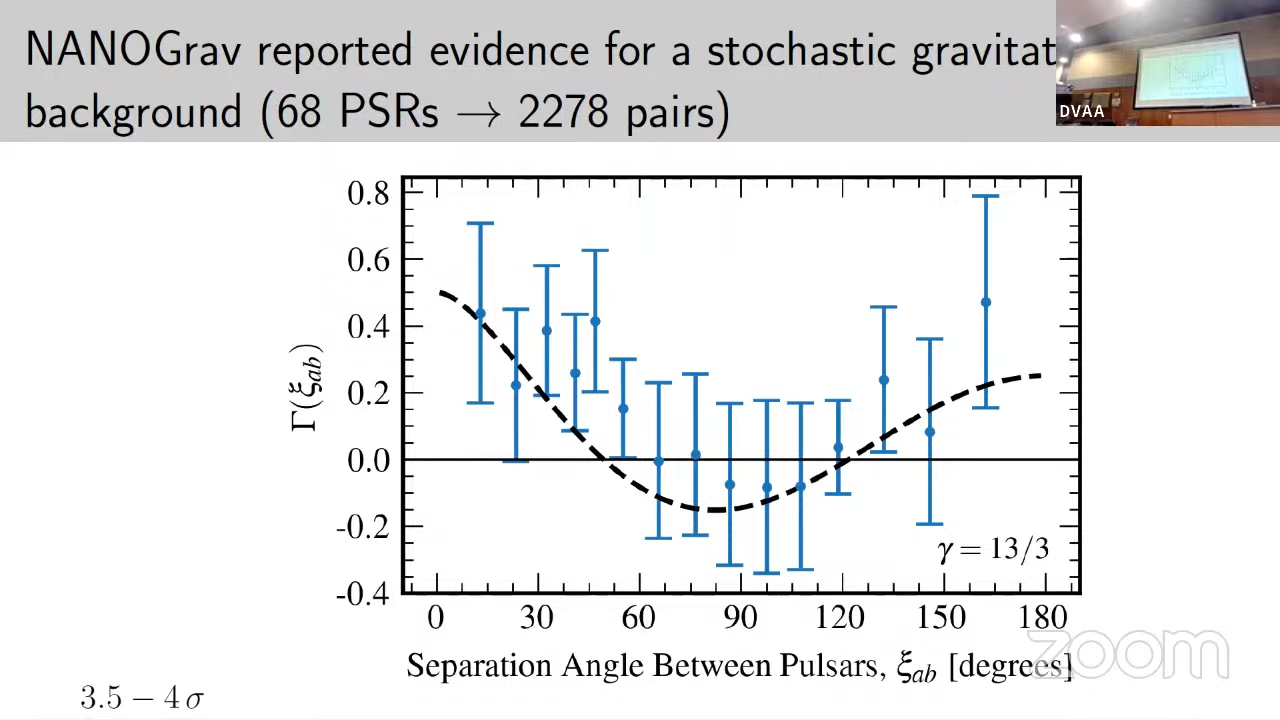 NANOGrav reported evidence for a stochastic gravitat
background (68 PSRs → 2278 pairs)
DVAA
0.8
0.6
0.4
0.2
0.0
-0.2
-0.4
Γ(ξab)
γ = 13/3
0 30 60 90 120 150 180
Separation Angle Between Pulsars, ξab [degrees]
zoom
3.5 − 4 σ